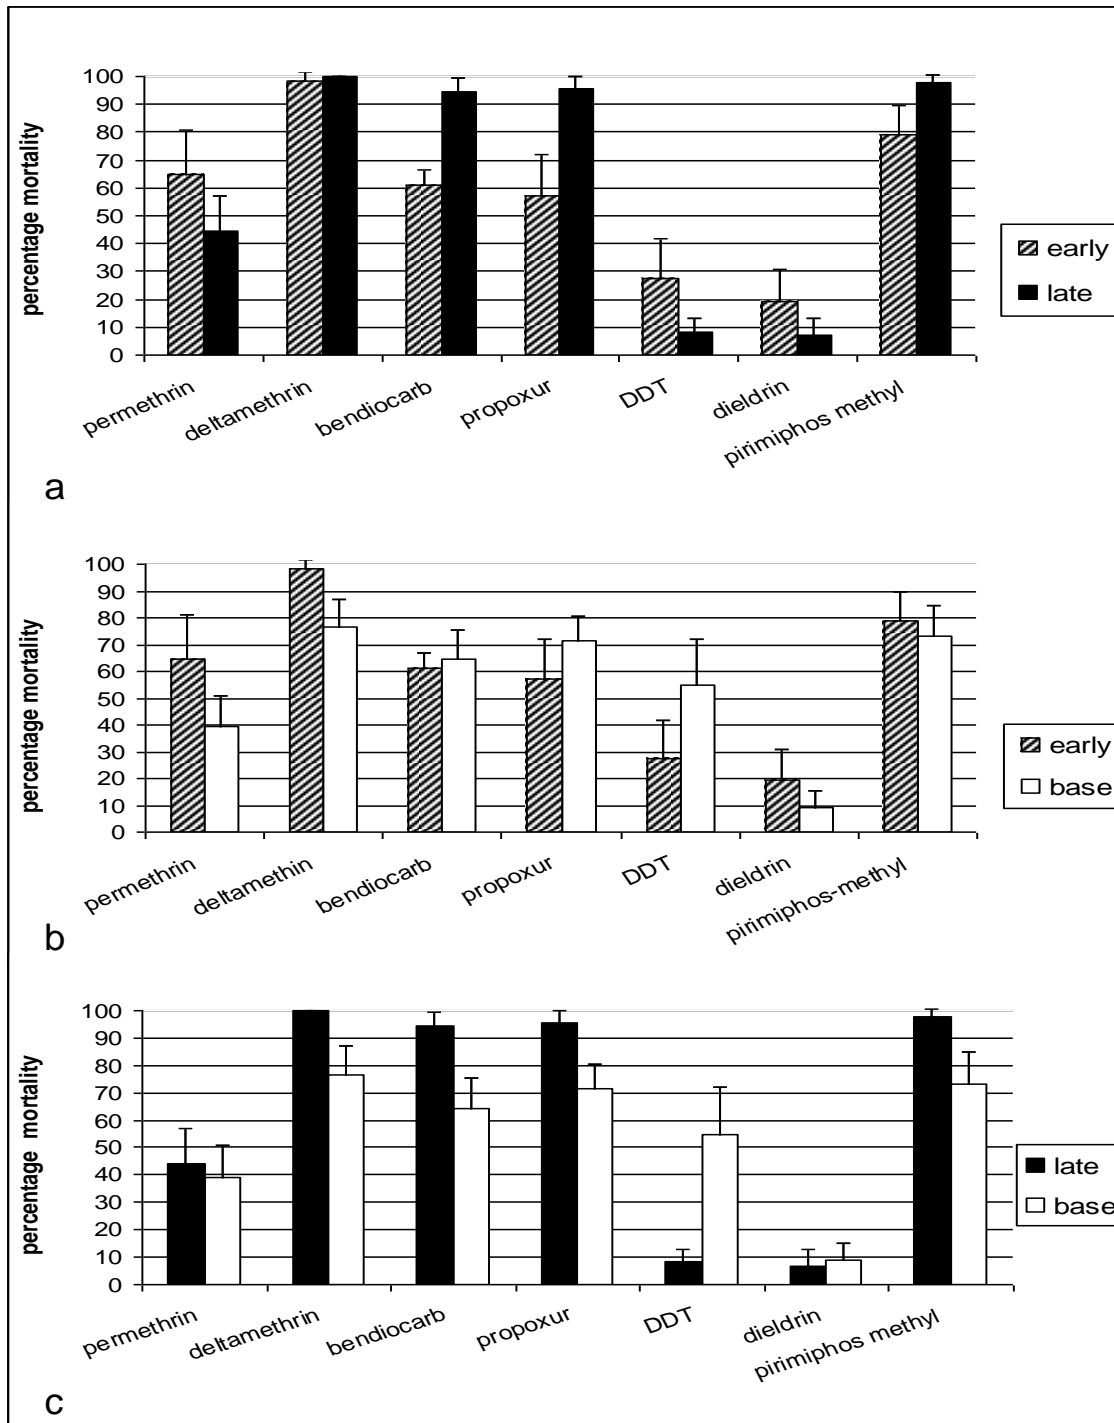 percentage mortality
100
90
80
70
60
50
40
30
20
10
0
permethrin
deltamethrin
bendiocarb
propoxur
DDT
dieldrin
pirimiphos methyl
early
late
a
percentage mortality
100
90
80
70
60
50
40
30
20
10
0
permethrin
deltamethin
bendiocarb
propoxur
DDT
dieldrin
pirimiphos-methyl
early
base
b
percentage mortality
100
90
80
70
60
50
40
30
20
10
0
permethrin
deltamethrin
bendiocarb
propoxur
DDT
dieldrin
pirimiphos methyl
late
base
c